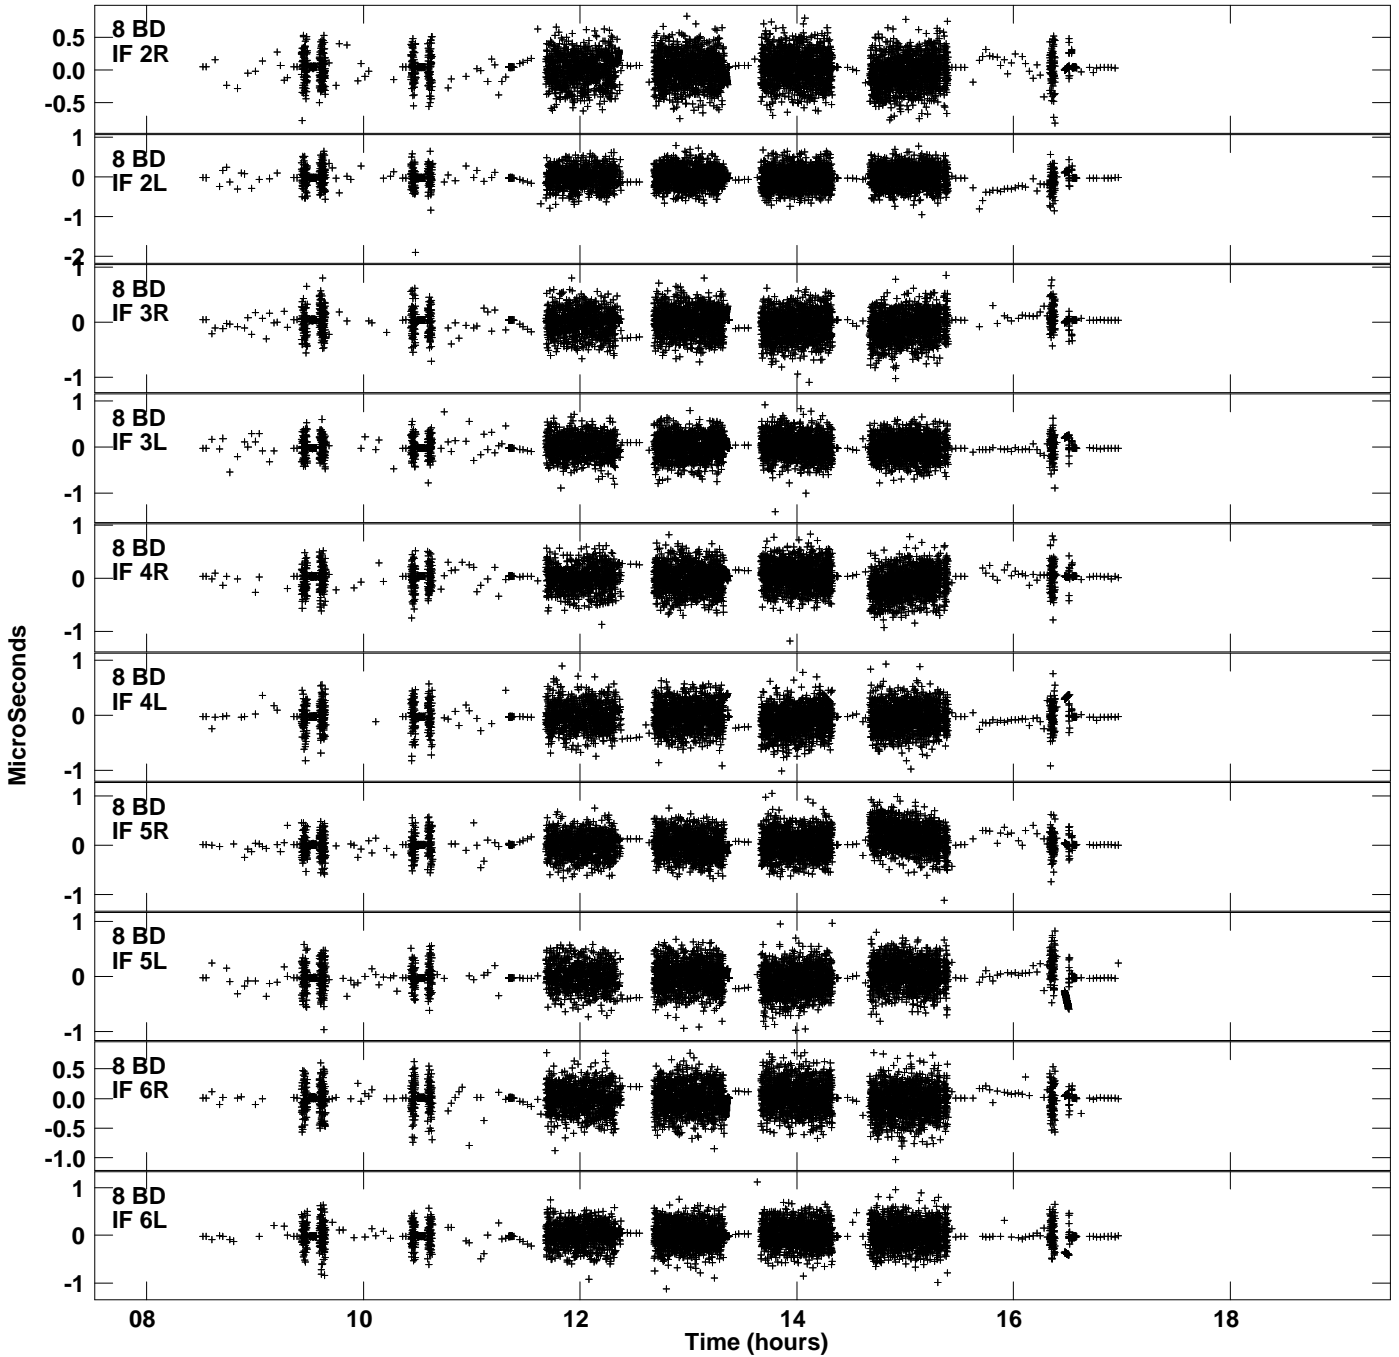 8 BD
IF 2R
0.5
0.0
-0.5
8 BD
IF 2L
1
0
-1
-2
8 BD
IF 3R
1
0
-1
8 BD
IF 3L
1
0
-1
8 BD
IF 4R
1
0
-1
8 BD
IF 4L
1
0
-1
8 BD
IF 5R
1
0
-1
8 BD
IF 5L
1
0
-1
8 BD
IF 6R
0.5
0.0
-0.5
-1.0
8 BD
IF 6L
1
0
-1
MicroSeconds
08 10 12 14 16 18
Time (hours)